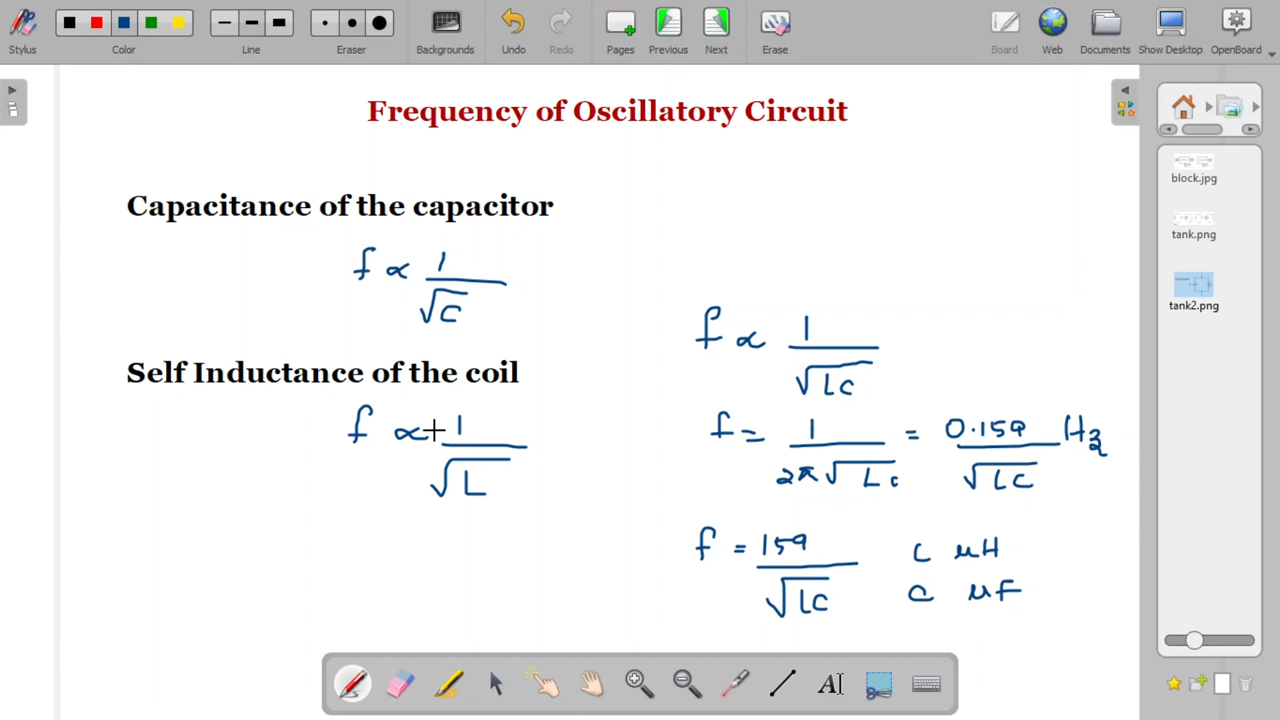 Stylus
Color
Line
Eraser
Backgrounds
Undo
Redo
Pages
Previous
Next
Erase
Board
Web
Documents
Show Desktop
OpenBoard
Frequency of Oscillatory Circuit
Capacitance of the capacitor
f ∝ 1/√C
Self Inductance of the coil
f ∝ 1/√L
f ∝ 1/√LC
f = 1/2π√LC = 0.159/√LC Hz
f = 159/√LC
L μH
C μF
block.jpg
tank.png
tank2.png